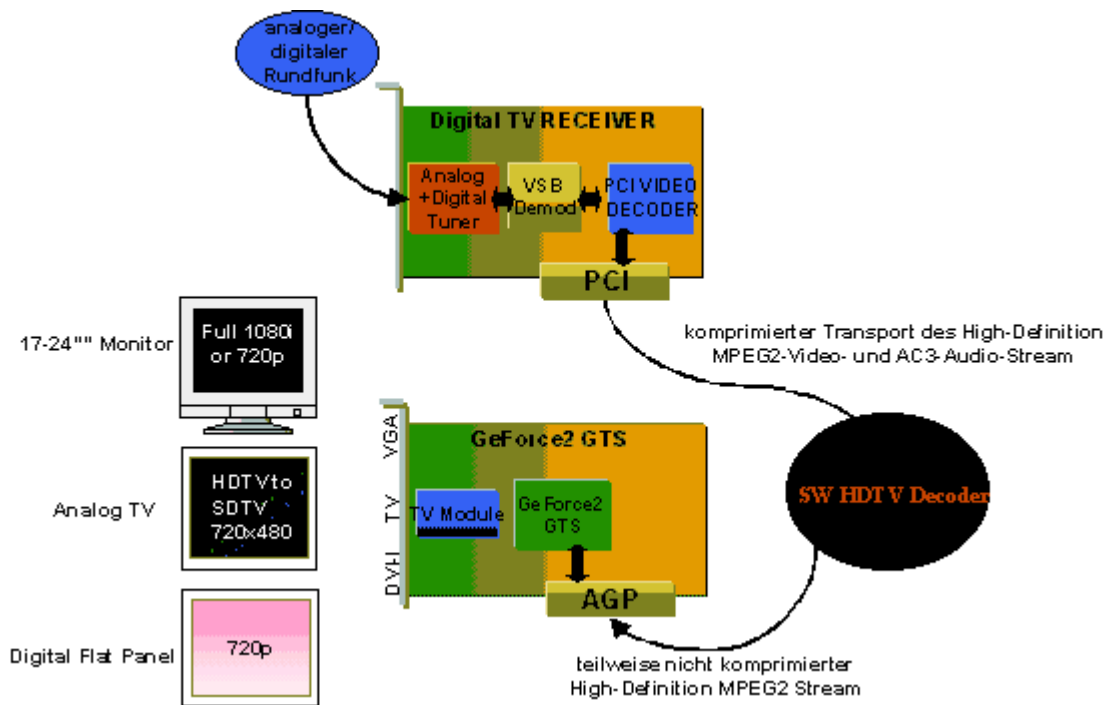 analoger/
digitaler
Rundfunk
Digital TV RECEIVER
Analog
+Digital
Tuner
VSB
Demod
PCI VIDEO
DECODER
PCI
17-24"" Monitor
Full 1080i
or 720p
komprimierter Transport des High-Definition
MPEG2-Video- und AC3-Audio-Stream
VGA
GeForce2 GTS
Analog TV
HDTV to
SDTV
720x480
TV
TV Module
GeForce2
GTS
SW HDTV Decoder
DVH
AGP
Digital Flat Panel
720p
teilweise nicht komprimierter
High-Definition MPEG2 Stream